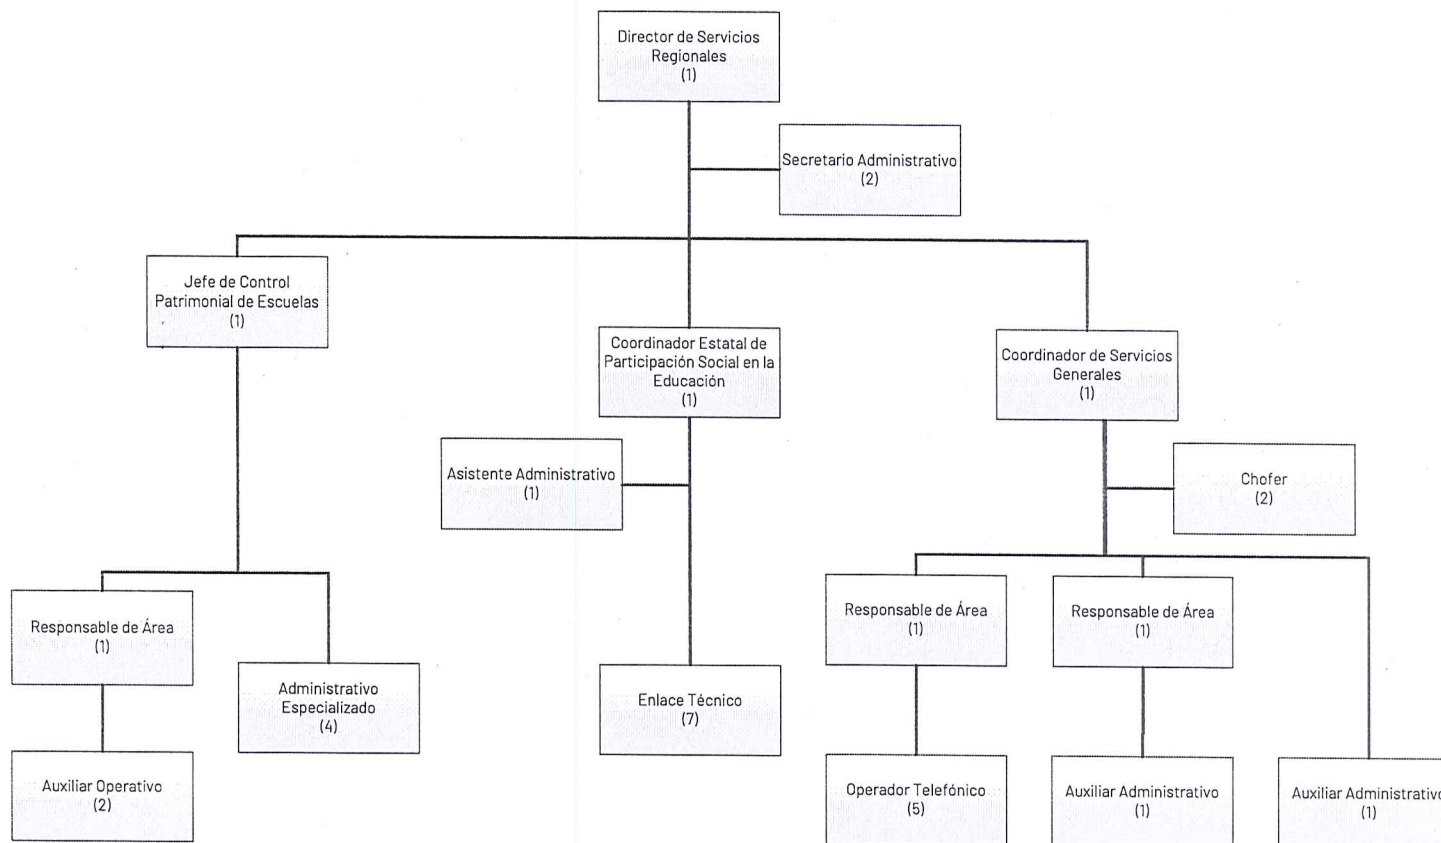 Director de Servicios
Regionales
(1)
Secretario Administrativo
(2)
Jefe de Control
Patrimonial de Escuelas
(1)
Coordinador Estatal de
Participación Social en la
Educación
(1)
Coordinador de Servicios
Generales
(1)
Asistente Administrativo
(1)
Chofer
(2)
Responsable de Área
(1)
Administrativo
Especializado
(4)
Auxiliar Operativo
(2)
Enlace Técnico
(7)
Responsable de Área
(1)
Responsable de Área
(1)
Operador Telefónico
(5)
Auxiliar Administrativo
(1)
Auxiliar Administrativo
(1)